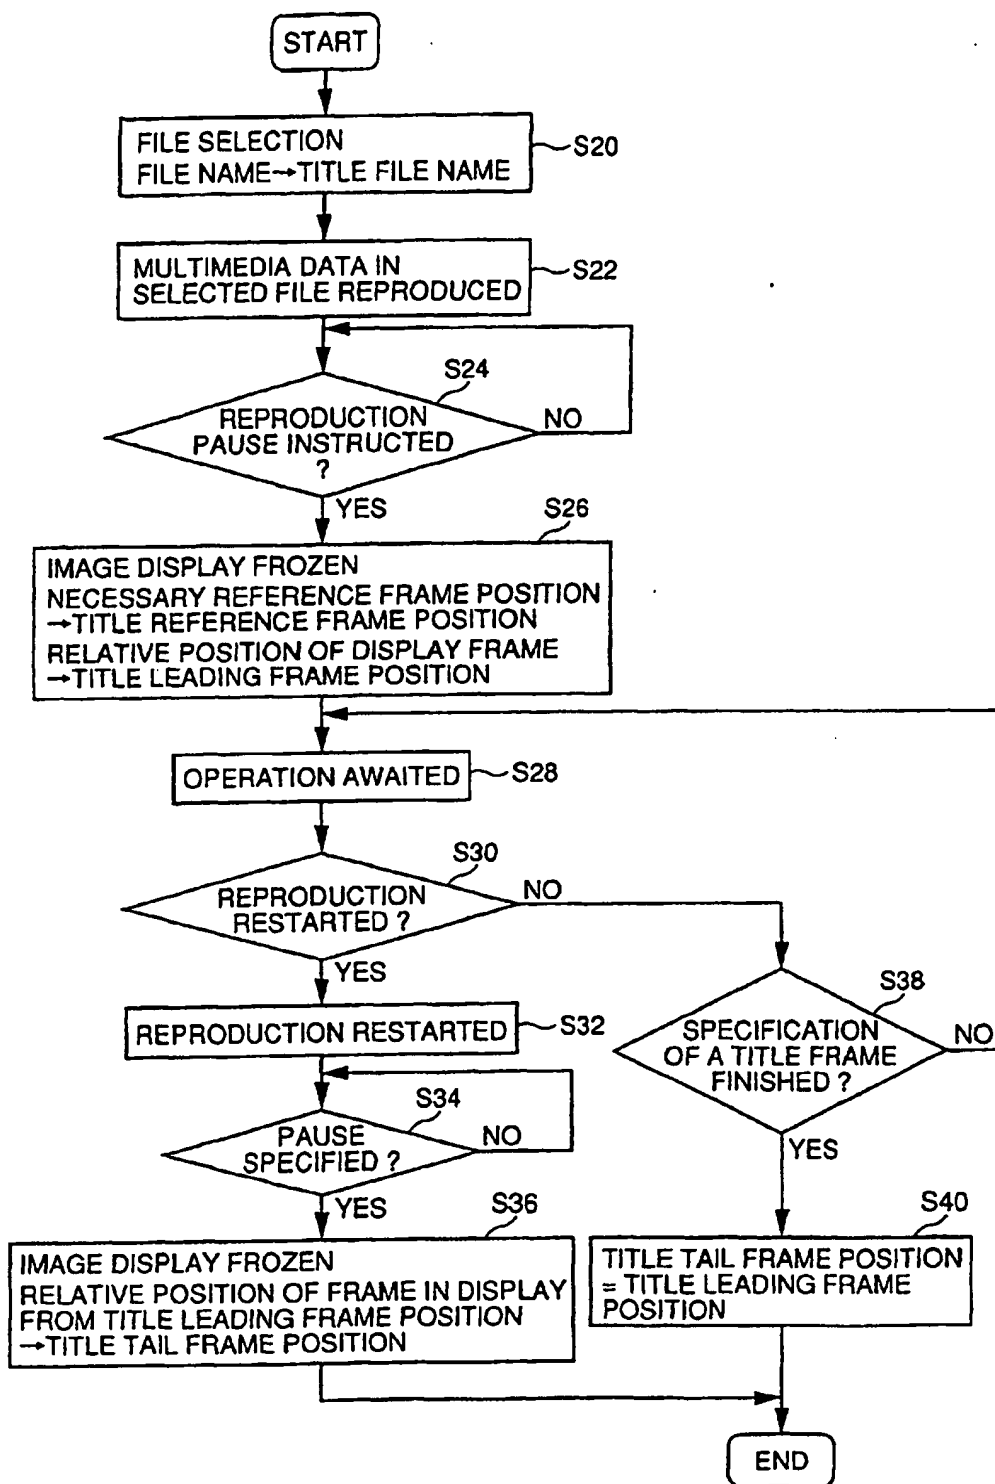 START
FILE SELECTION
FILE NAME→TITLE FILE NAME
S20
MULTIMEDIA DATA IN
SELECTED FILE REPRODUCED
S22
S24
REPRODUCTION
PAUSE INSTRUCTED
?
NO
YES
S26
IMAGE DISPLAY FROZEN
NECESSARY REFERENCE FRAME POSITION
→TITLE REFERENCE FRAME POSITION
RELATIVE POSITION OF DISPLAY FRAME
→TITLE LEADING FRAME POSITION
OPERATION AWAITED
S28
S30
REPRODUCTION
RESTARTED ?
NO
YES
REPRODUCTION RESTARTED
S32
S38
SPECIFICATION
OF A TITLE FRAME
FINISHED ?
NO
YES
S34
PAUSE
SPECIFIED ?
NO
YES
S36
IMAGE DISPLAY FROZEN
RELATIVE POSITION OF FRAME IN DISPLAY
FROM TITLE LEADING FRAME POSITION
→TITLE TAIL FRAME POSITION
S40
TITLE TAIL FRAME POSITION
= TITLE LEADING FRAME
POSITION
END